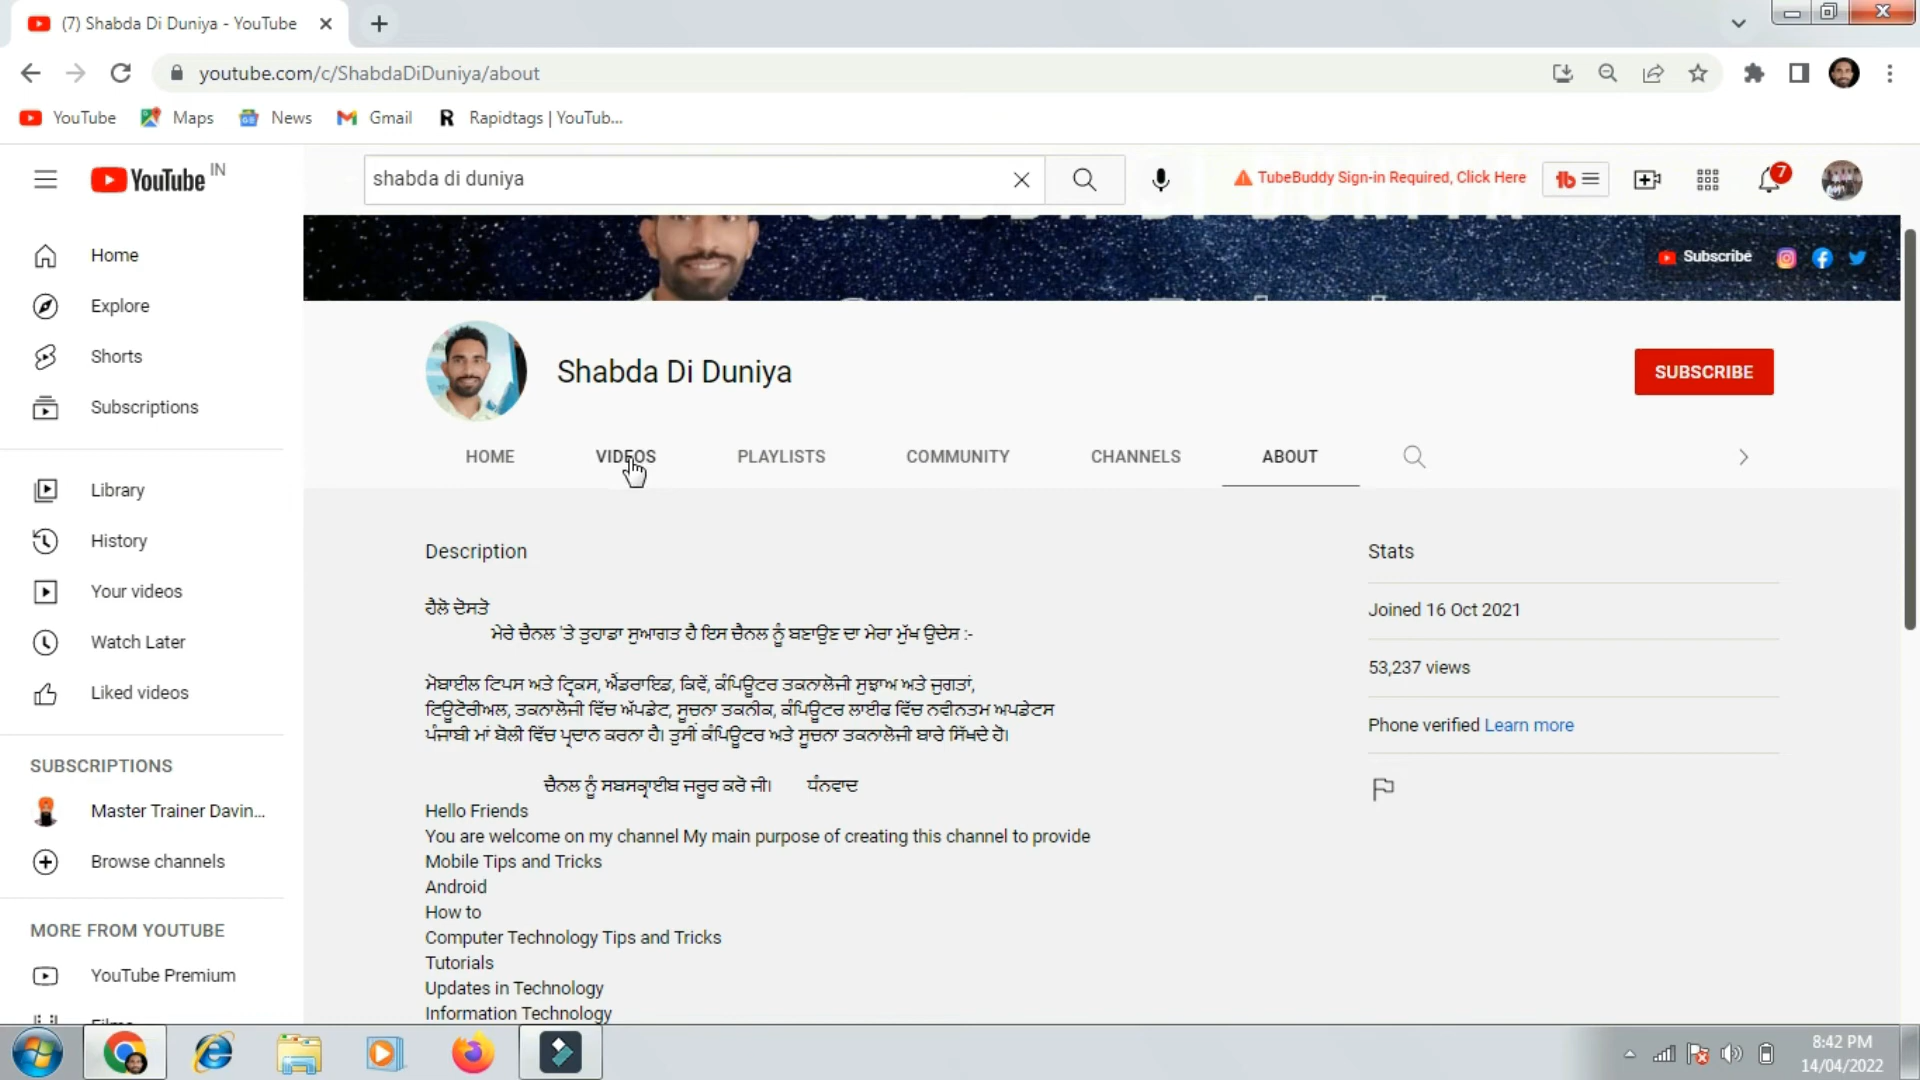 (7) Shabda Di Duniya - YouTube
youtube.com/c/ShabdaDiDuniya/about
YouTube Maps News Gmail R Rapidtags | YouTub...
YouTube IN
shabda di duniya
TubeBuddy Sign-in Required, Click Here
tb
7
Home
Explore
Shorts
Subscriptions
Library
History
Your videos
Watch Later
Liked videos
SUBSCRIPTIONS
Master Trainer Davin...
Browse channels
MORE FROM YOUTUBE
YouTube Premium
Subscribe
Shabda Di Duniya
SUBSCRIBE
HOME VIDEOS PLAYLISTS COMMUNITY CHANNELS ABOUT
Description
ਹੈਲੋ ਦੋਸਤੋ
ਮੇਰੇ ਚੈਨਲ 'ਤੇ ਤੁਹਾਡਾ ਸੁਆਗਤ ਹੈ ਇਸ ਚੈਨਲ ਨੂੰ ਬਣਾਉਣ ਦਾ ਮੇਰਾ ਮੁੱਖ ਉਦੇਸ :-
ਮੋਬਾਈਲ ਟਿਪਸ ਅਤੇ ਟ੍ਰਿਕਸ, ਐਂਡਰਾਇਡ, ਕਿਵੇਂ, ਕੰਪਿਊਟਰ ਤਕਨਾਲੋਜੀ ਸੁਝਾਅ ਅਤੇ ਜੁਗਤਾਂ,
ਟਿਊਟੋਰੀਅਲ, ਤਕਨਾਲੋਜੀ ਵਿੱਚ ਅੱਪਡੇਟ, ਸੂਚਨਾ ਤਕਨੀਕ, ਕੰਪਿਊਟਰ ਲਾਈਫ ਵਿੱਚ ਨਵੀਨਤਮ ਅਪਡੇਟਸ
ਪੰਜਾਬੀ ਮਾਂ ਬੋਲੀ ਵਿੱਚ ਪ੍ਰਦਾਨ ਕਰਨਾ ਹੈ। ਤੁਸੀਂ ਕੰਪਿਊਟਰ ਅਤੇ ਸੂਚਨਾ ਤਕਨਾਲੋਜੀ ਬਾਰੇ ਸਿੱਖਦੇ ਹੋ।
ਚੈਨਲ ਨੂੰ ਸਬਸਕ੍ਰਾਈਬ ਜਰੂਰ ਕਰੋ ਜੀ। ਧੰਨਵਾਦ
Hello Friends
You are welcome on my channel My main purpose of creating this channel to provide
Mobile Tips and Tricks
Android
How to
Computer Technology Tips and Tricks
Tutorials
Updates in Technology
Information Technology
Stats
Joined 16 Oct 2021
53,237 views
Phone verified Learn more
8:42 PM
14/04/2022